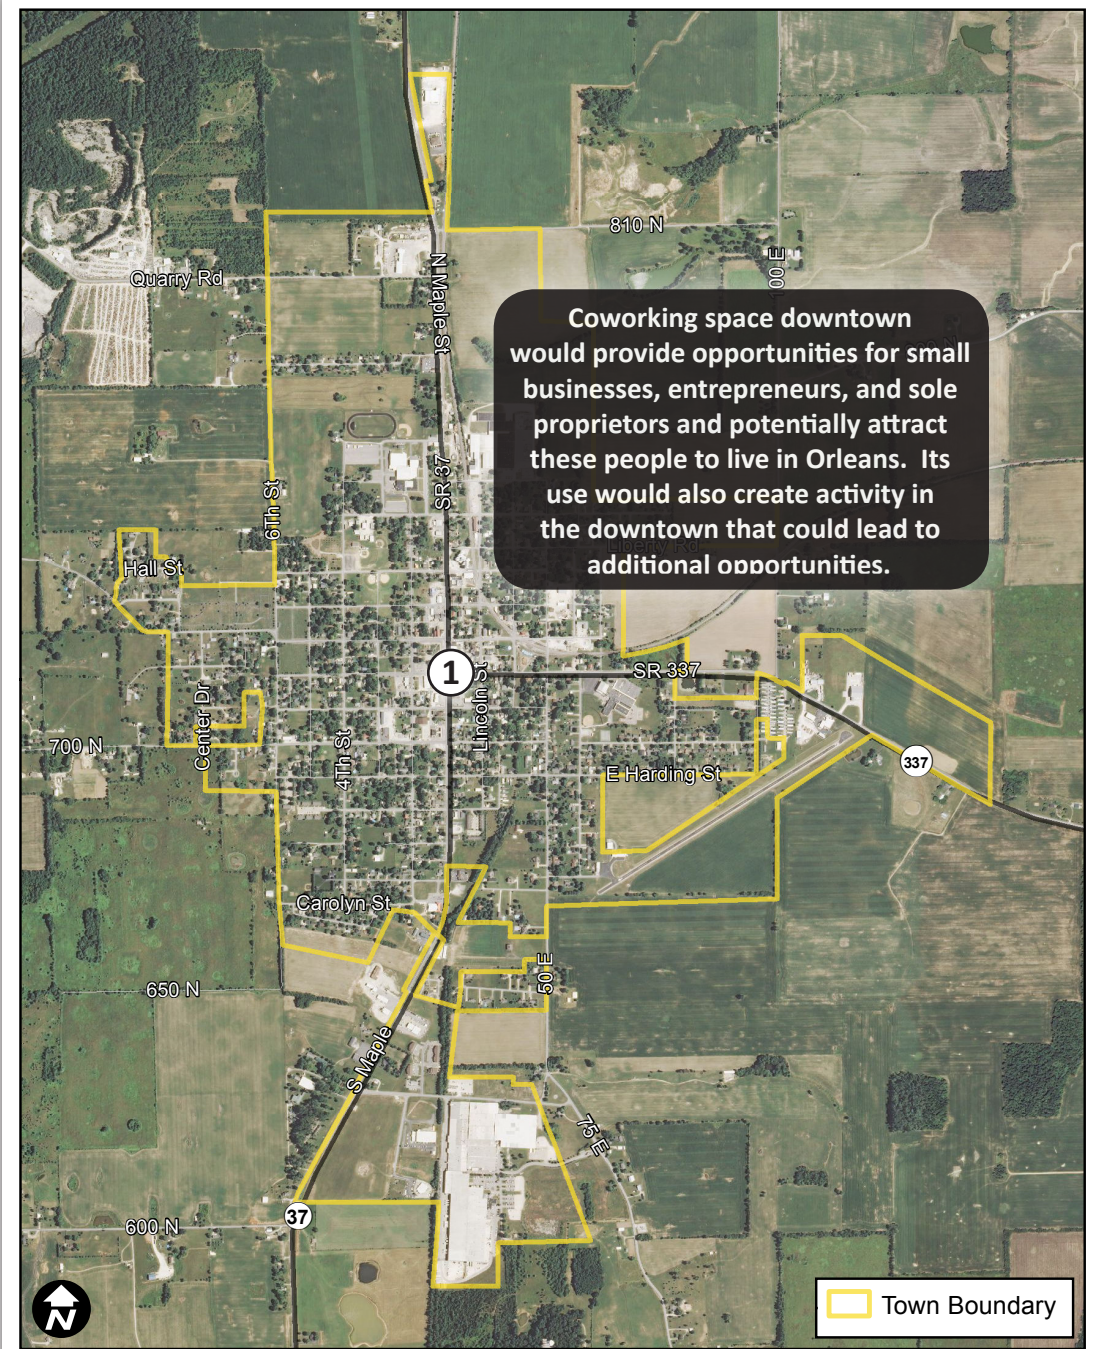 810 N
100 E
Quarry Rd
N Maple St
Coworking space downtown
would provide opportunities for small
businesses, entrepreneurs, and sole
proprietors and potentially attract
these people to live in Orleans.  Its
use would also create activity in
the downtown that could lead to
additional opportunities.
SR 37
6Th St
Liberty Rd
Hall St
1
SR 337
Lincoln St
Center Dr
700 N
4Th St
337
E Harding St
Carolyn St
50 E
650 N
S Maple
75 E
37
600 N
N
Town Boundary